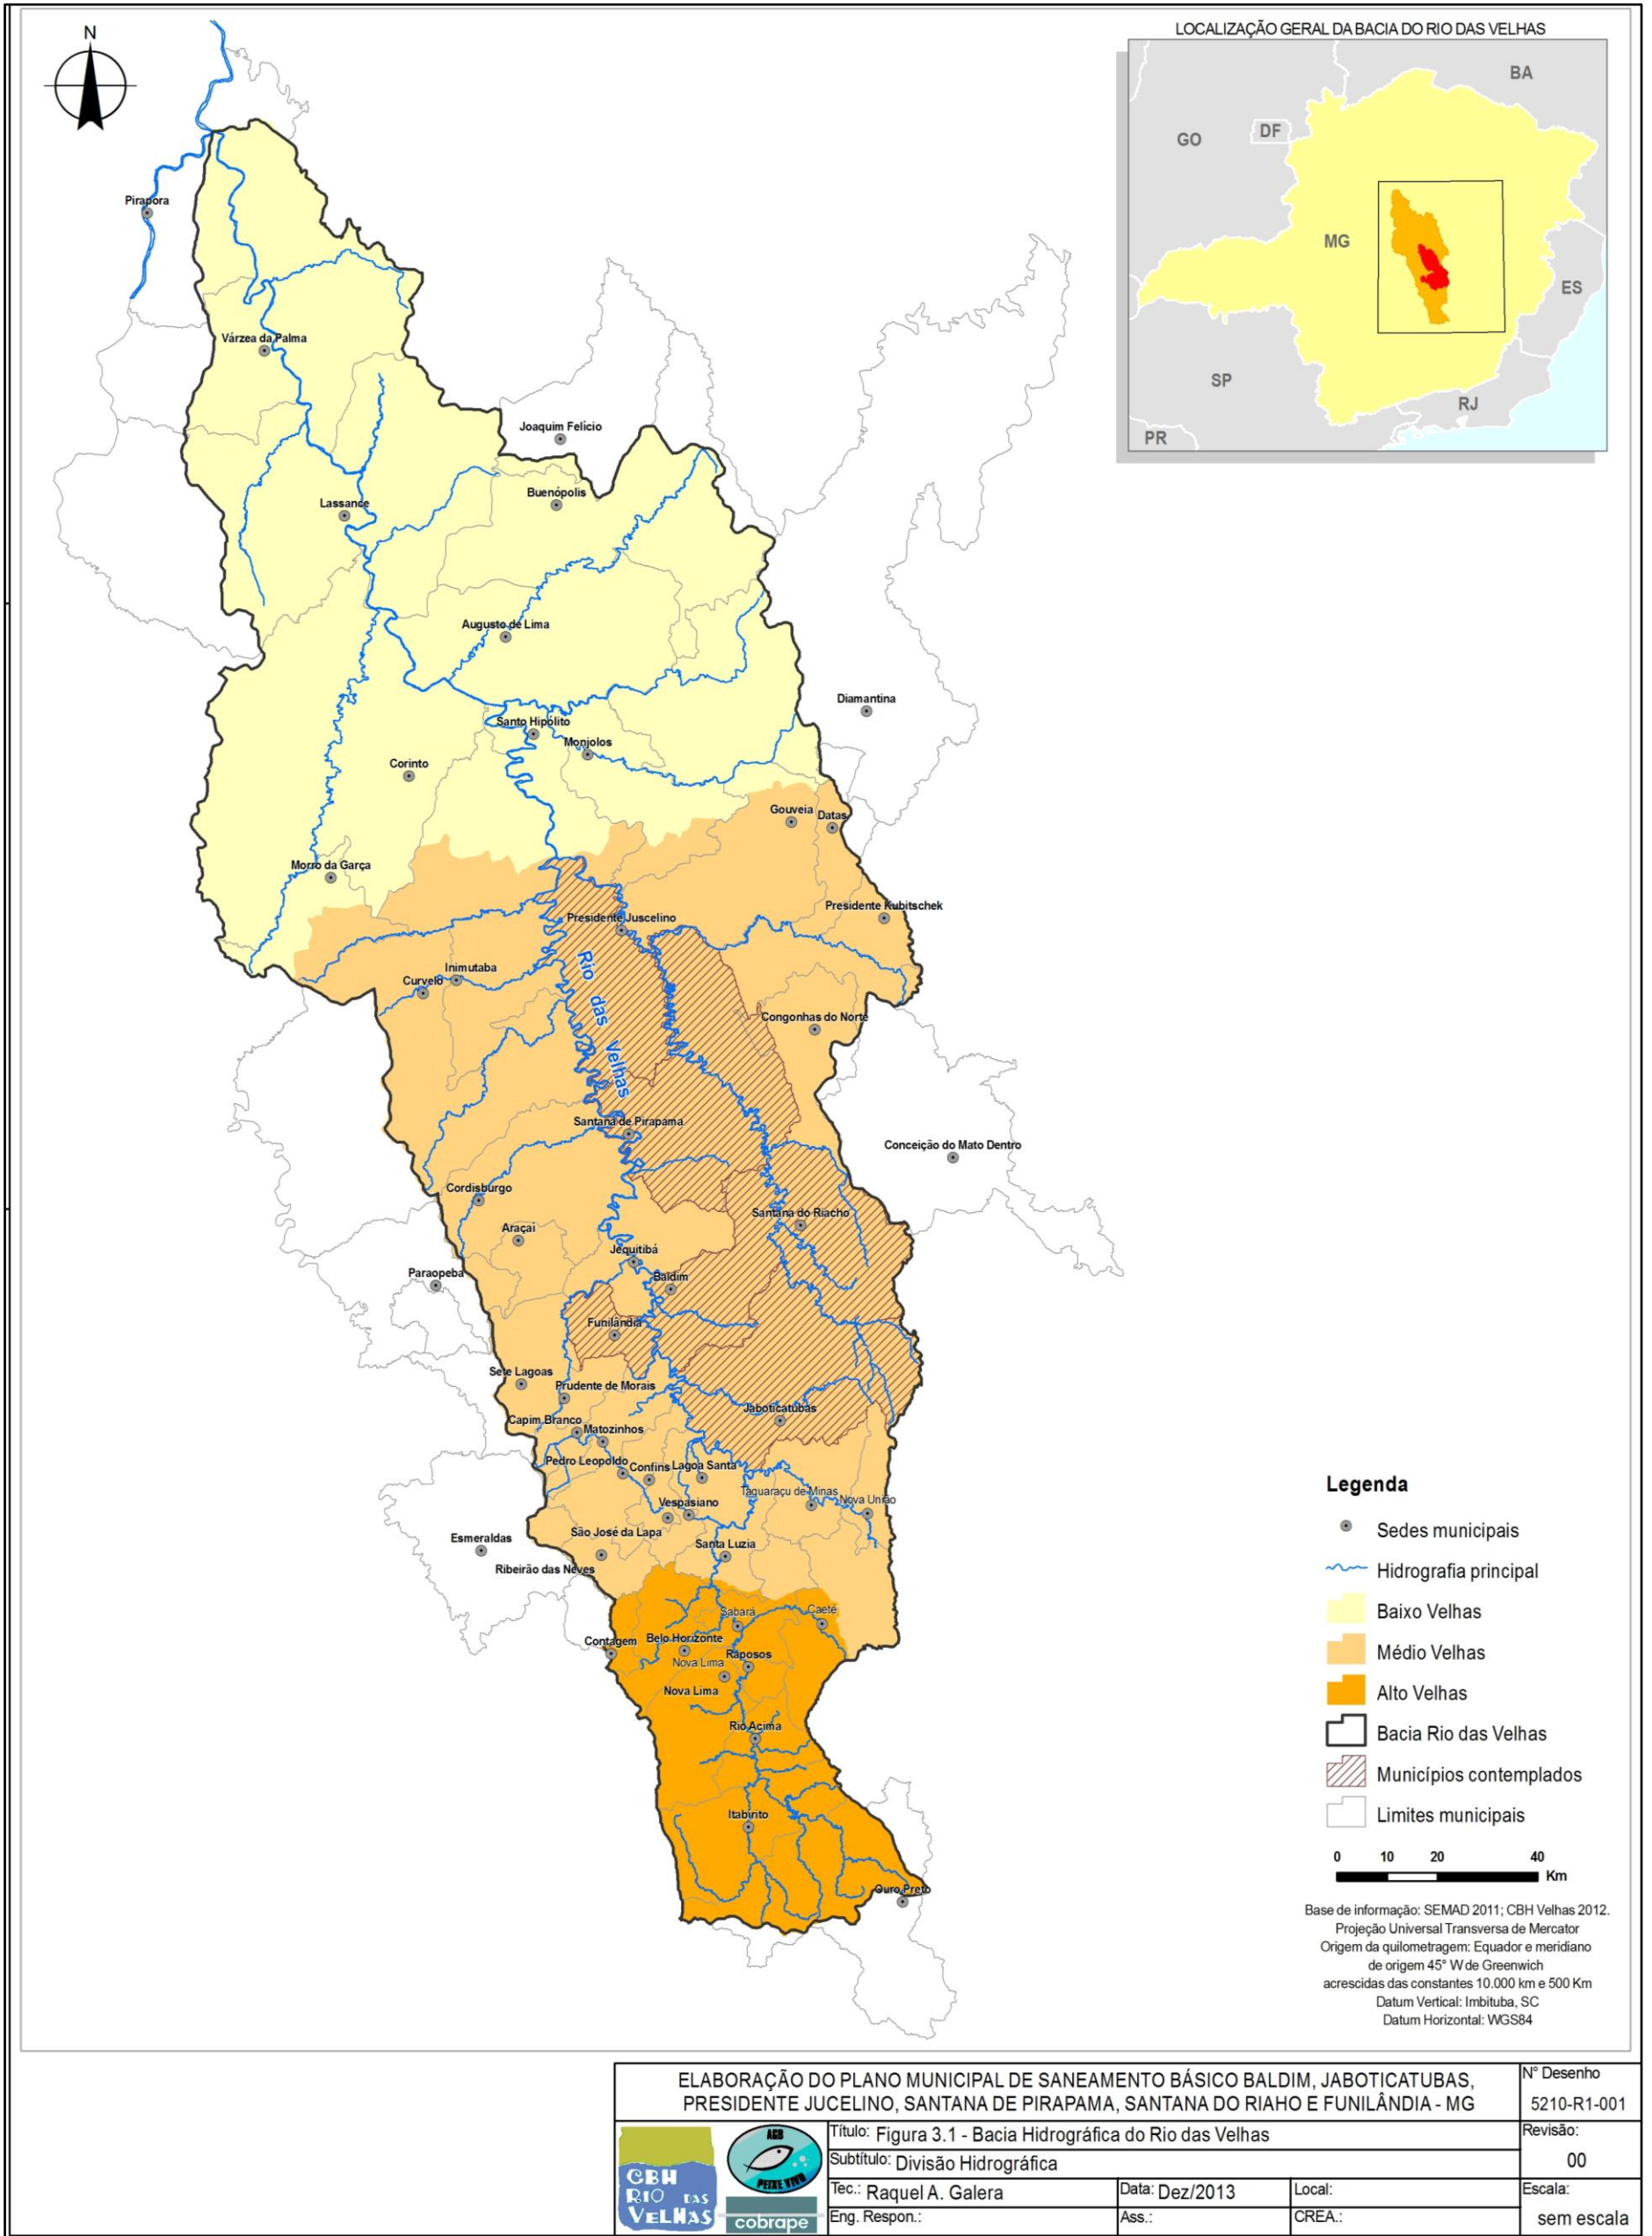 N
LOCALIZAÇÃO GERAL DA BACIA DO RIO DAS VELHAS
BA
GO
DF
MG
ES
SP
RJ
PR
Pirapora
Várzea da Palma
Joaquim Felício
Buenópolis
Lassance
Augusto de Lima
Diamantina
Santo Hipólito
Monjolos
Corinto
Gouveia
Datas
Morro da Garça
Presidente Kubitschek
Presidente Juscelino
Rio das Velhas
Inimutaba
Curvelo
Congonhas do Norte
Santana de Pirapama
Conceição do Mato Dentro
Cordisburgo
Santana do Riacho
Araçaí
Jequitibá
Paraopeba
Baldim
Funilândia
Sete Lagoas
Prudente de Morais
Jaboticatubas
Capim Branco
Matozinhos
Pedro Leopoldo
Confins
Lagoa Santa
Taquaraçu de Minas
Nova União
Vespasiano
São José da Lapa
Esmeraldas
Santa Luzia
Ribeirão das Neves
Sabará
Caeté
Contagem
Belo Horizonte
Raposos
Nova Lima
Nova Lima
Rio Acima
Itabirito
Ouro Preto
Legenda
Sedes municipais
Hidrografia principal
Baixo Velhas
Médio Velhas
Alto Velhas
Bacia Rio das Velhas
Municípios contemplados
Limites municipais
0 10 20 40
Km
Base de informação: SEMAD 2011; CBH Velhas 2012.
Projeção Universal Transversa de Mercator
Origem da quilometragem: Equador e meridiano
de origem 45° W de Greenwich
acrescidas das constantes 10.000 km e 500 Km
Datum Vertical: Imbituba, SC
Datum Horizontal: WGS84
ELABORAÇÃO DO PLANO MUNICIPAL DE SANEAMENTO BÁSICO BALDIM, JABOTICATUBAS,
PRESIDENTE JUCELINO, SANTANA DE PIRAPAMA, SANTANA DO RIAHO E FUNILÂNDIA - MG
N° Desenho
5210-R1-001
CBH
RIO DAS
VELHAS
AGB
PEIXE VIVO
cobrape
Título: Figura 3.1 - Bacia Hidrográfica do Rio das Velhas
Revisão:
00
Subtítulo: Divisão Hidrográfica
Tec.: Raquel A. Galera
Data: Dez/2013
Local:
Escala:
sem escala
Eng. Respon.:
Ass.:
CREA.: